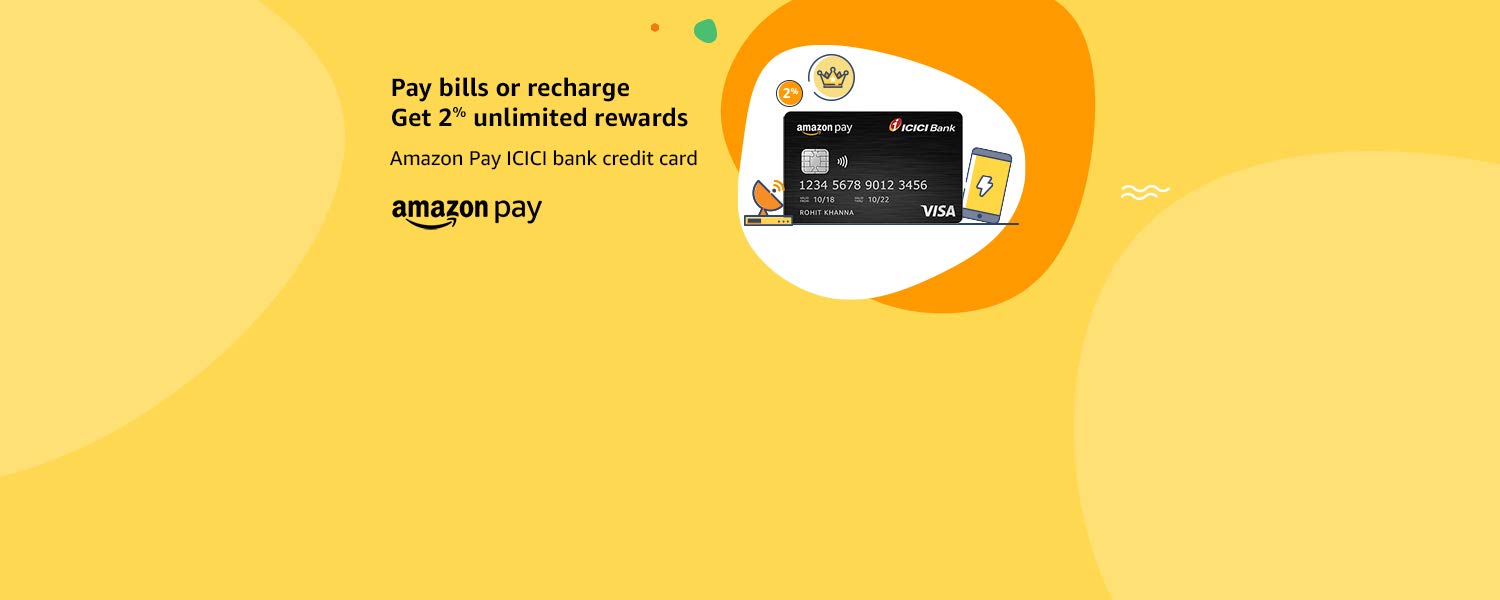 Pay bills or recharge
Get 2% unlimited rewards
Amazon Pay ICICI bank credit card
amazon pay
2%
amazon pay
ICICI Bank
1234 5678 9012 3456
10/18 10/22
ROHIT KHANNA
VISA